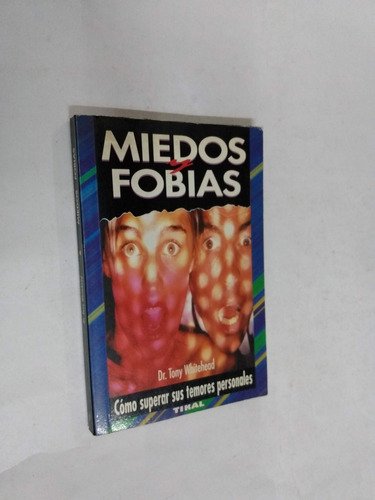 MIEDOS
y
FOBIAS
Dr. Tony Whitehead
Cómo superar sus temores personales
TIKAL